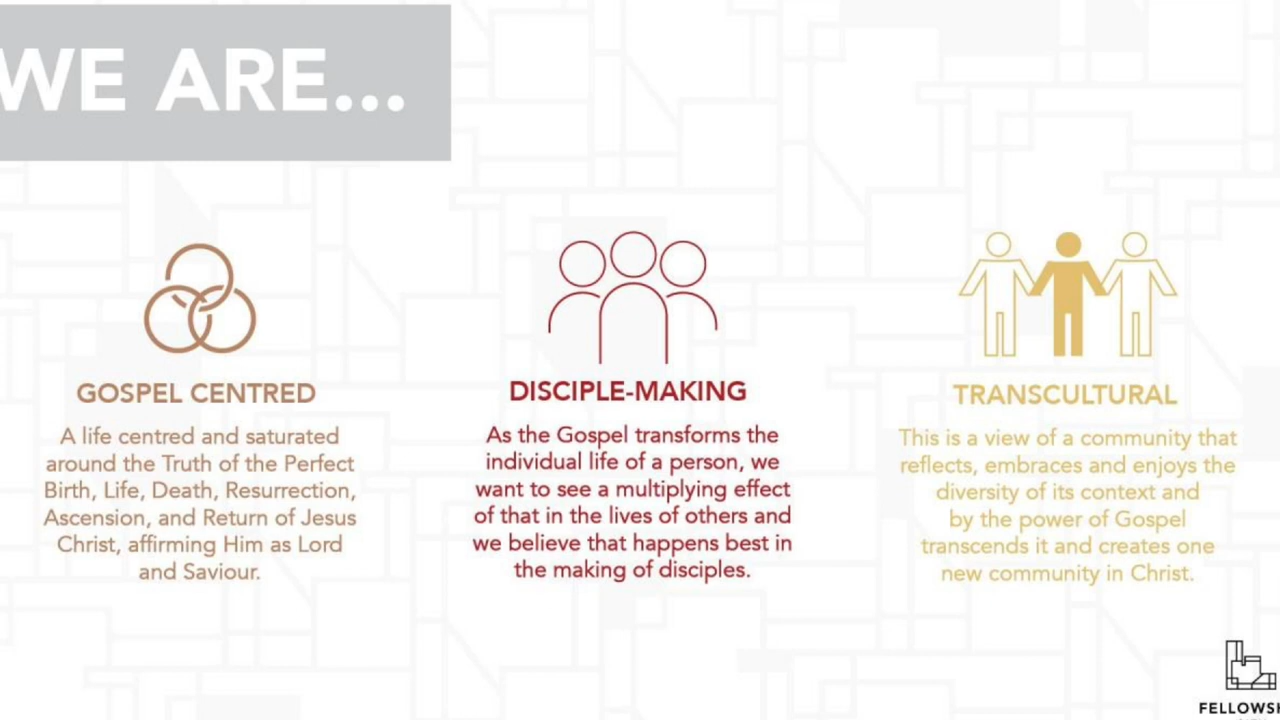 WE ARE...
GOSPEL CENTRED
A life centred and saturated
around the Truth of the Perfect
Birth, Life, Death, Resurrection,
Ascension, and Return of Jesus
Christ, affirming Him as Lord
and Saviour.
DISCIPLE-MAKING
As the Gospel transforms the
individual life of a person, we
want to see a multiplying effect
of that in the lives of others and
we believe that happens best in
the making of disciples.
TRANSCULTURAL
This is a view of a community that
reflects, embraces and enjoys the
diversity of its context and
by the power of Gospel
transcends it and creates one
new community in Christ.